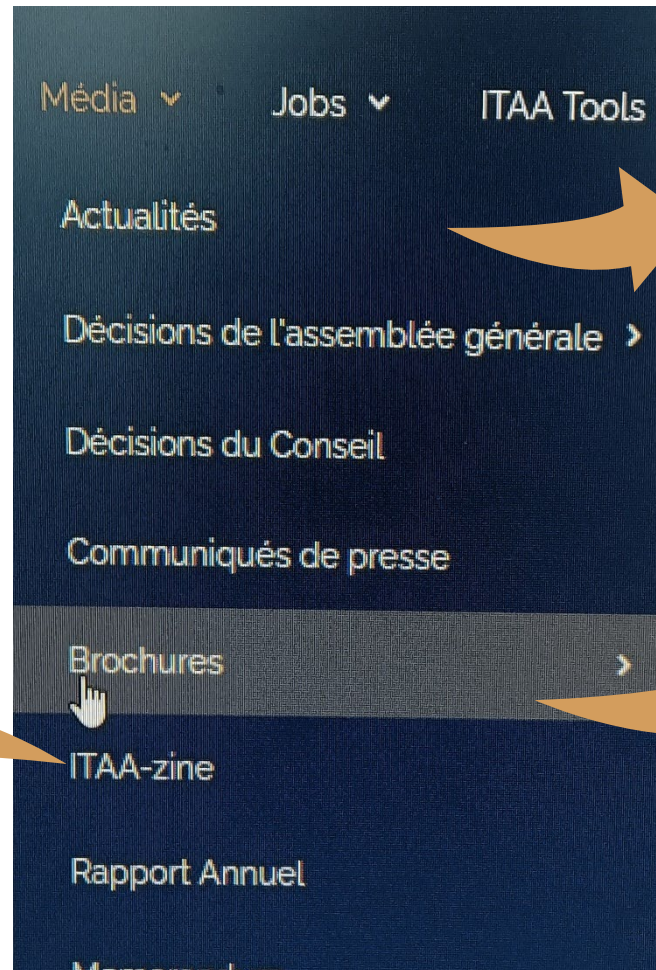 Média Jobs ITAA Tools
Actualités
Décisions de l'assemblée générale
Décisions du Conseil
Communiqués de presse
Brochures
ITAA-zine
Rapport Annuel